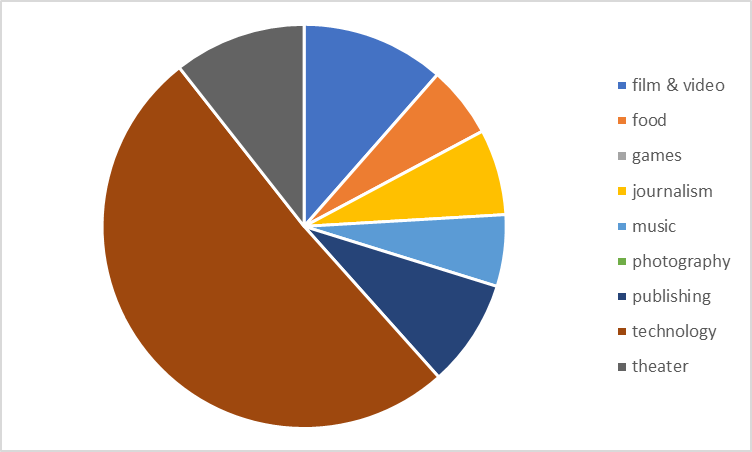 film & video
food
games
journalism
music
photography
publishing
technology
theater